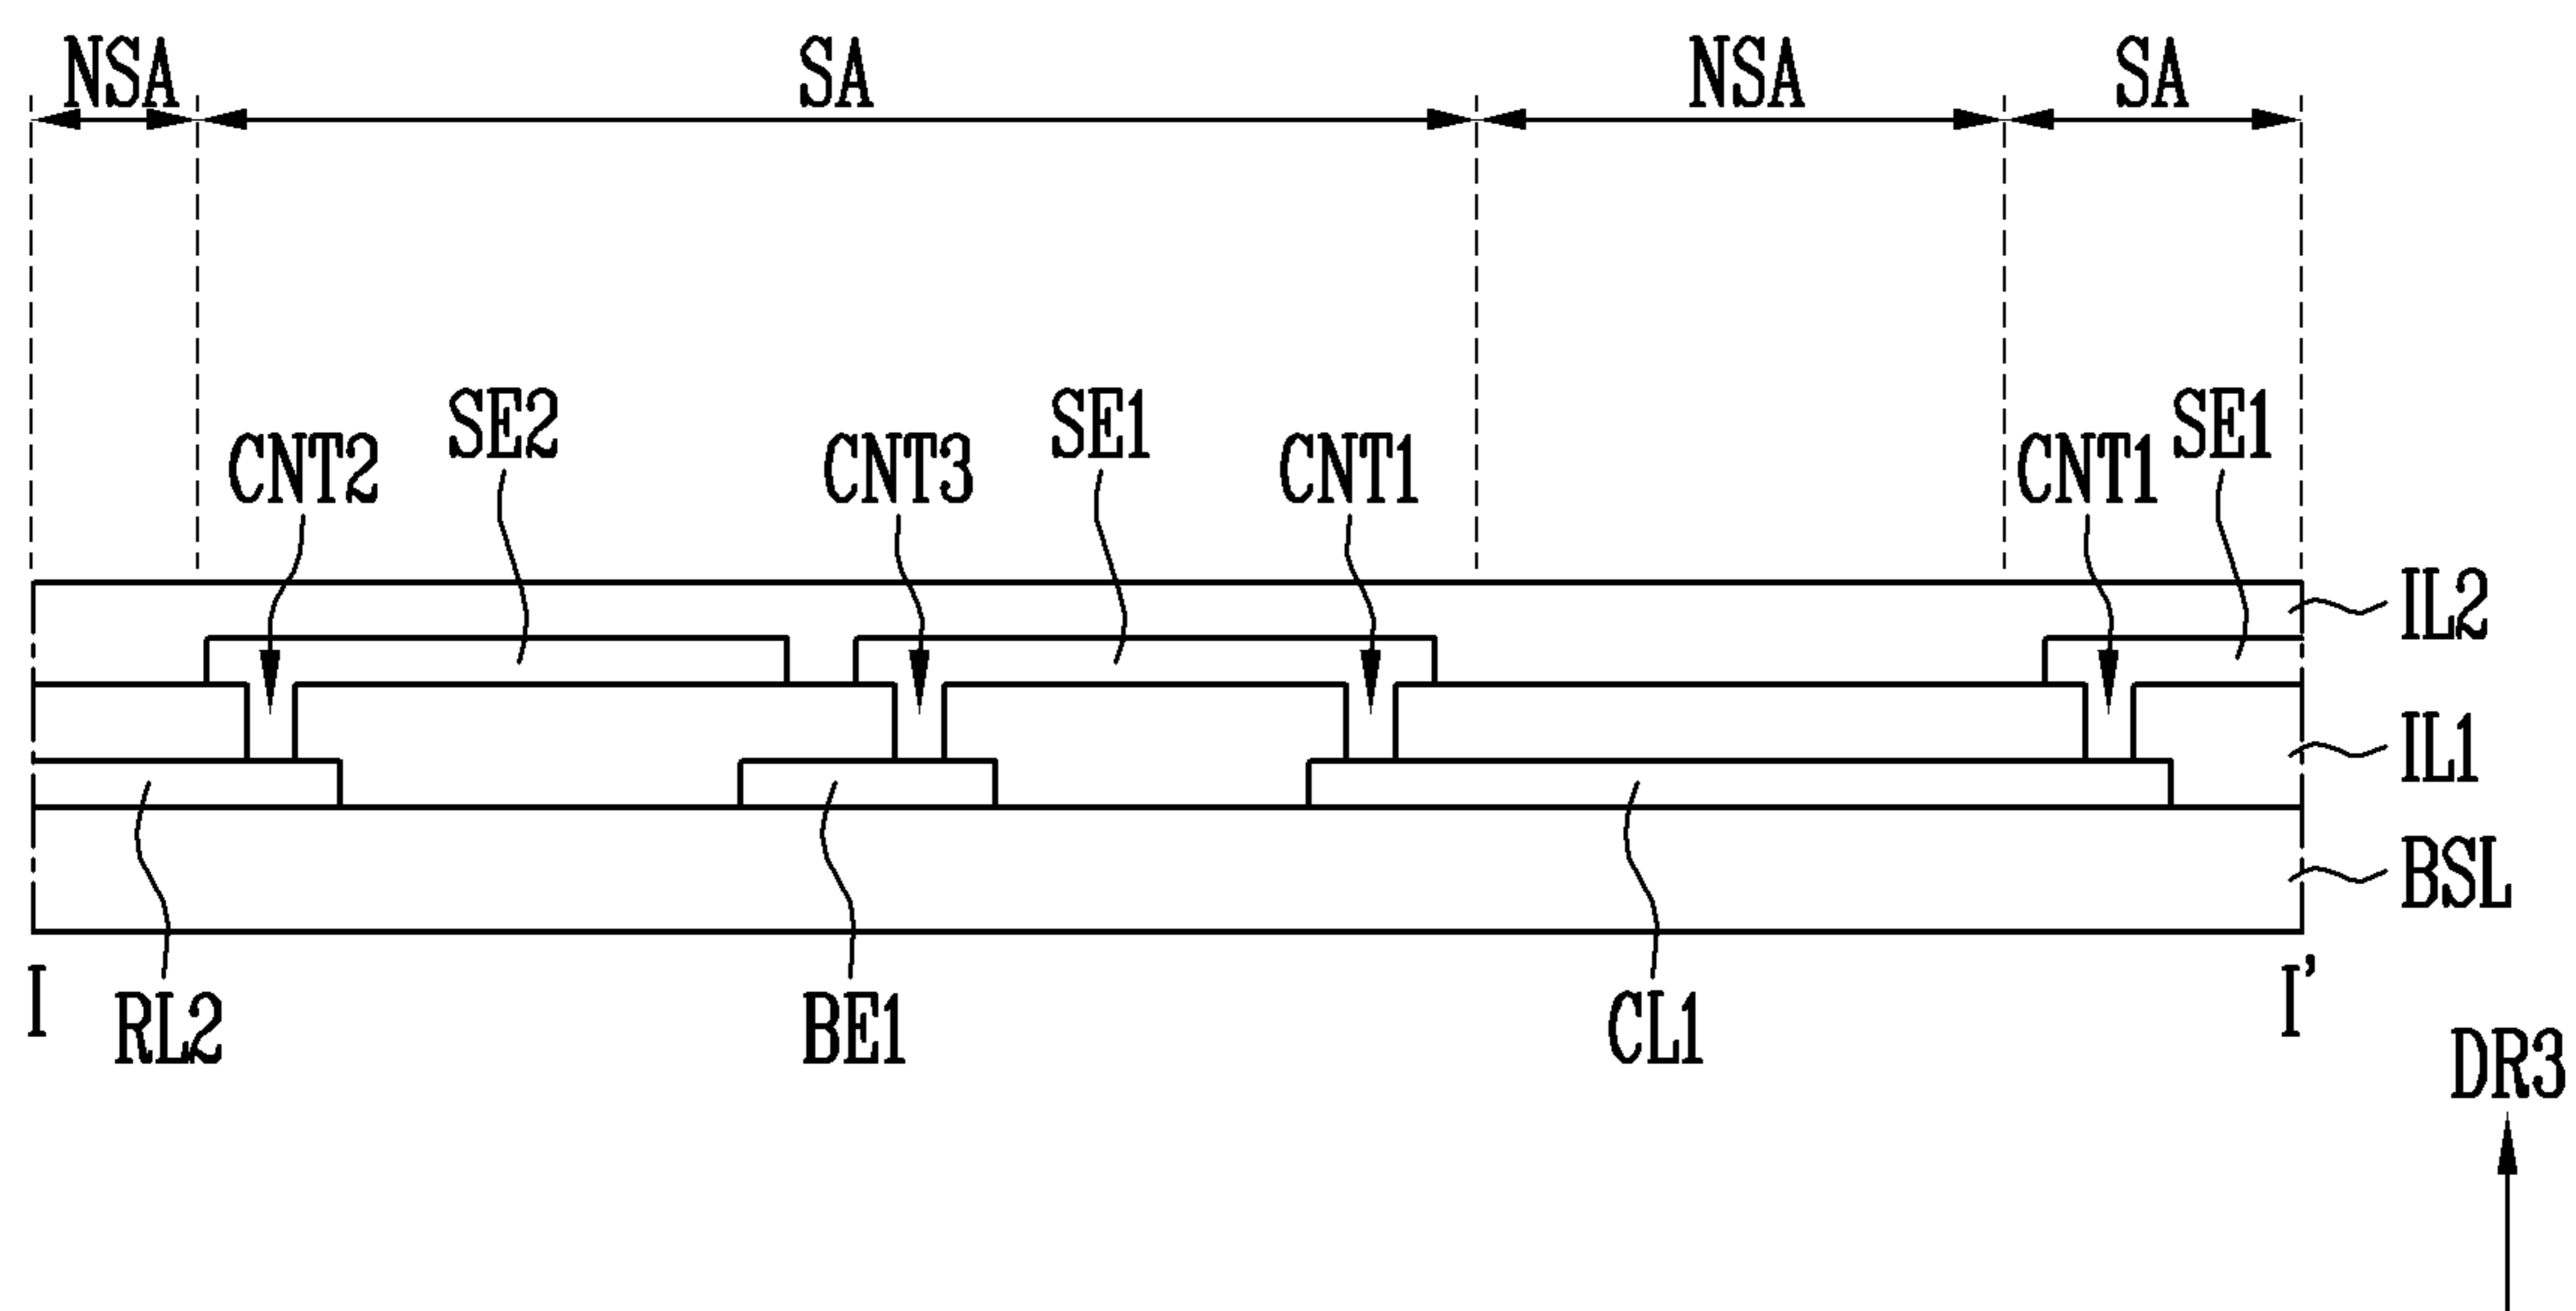 NSA SA NSA SA
SE2 SE1 SE1
CNT2 CNT3 CNT1 CNT1
IL2
IL1
BSL
I I'
RL2 BE1 CL1
DR3